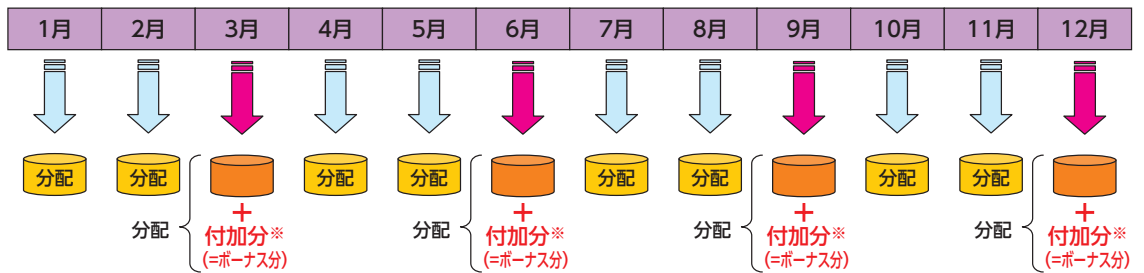 1月 2月 3月 4月 5月 6月 7月 8月 9月 10月 11月 12月
分配 分配 分配 分配 分配 分配 分配 分配
分配 + 分配 + 分配 + 分配 +
付加分※ 付加分※ 付加分※ 付加分※
(=ボーナス分) (=ボーナス分) (=ボーナス分) (=ボーナス分)